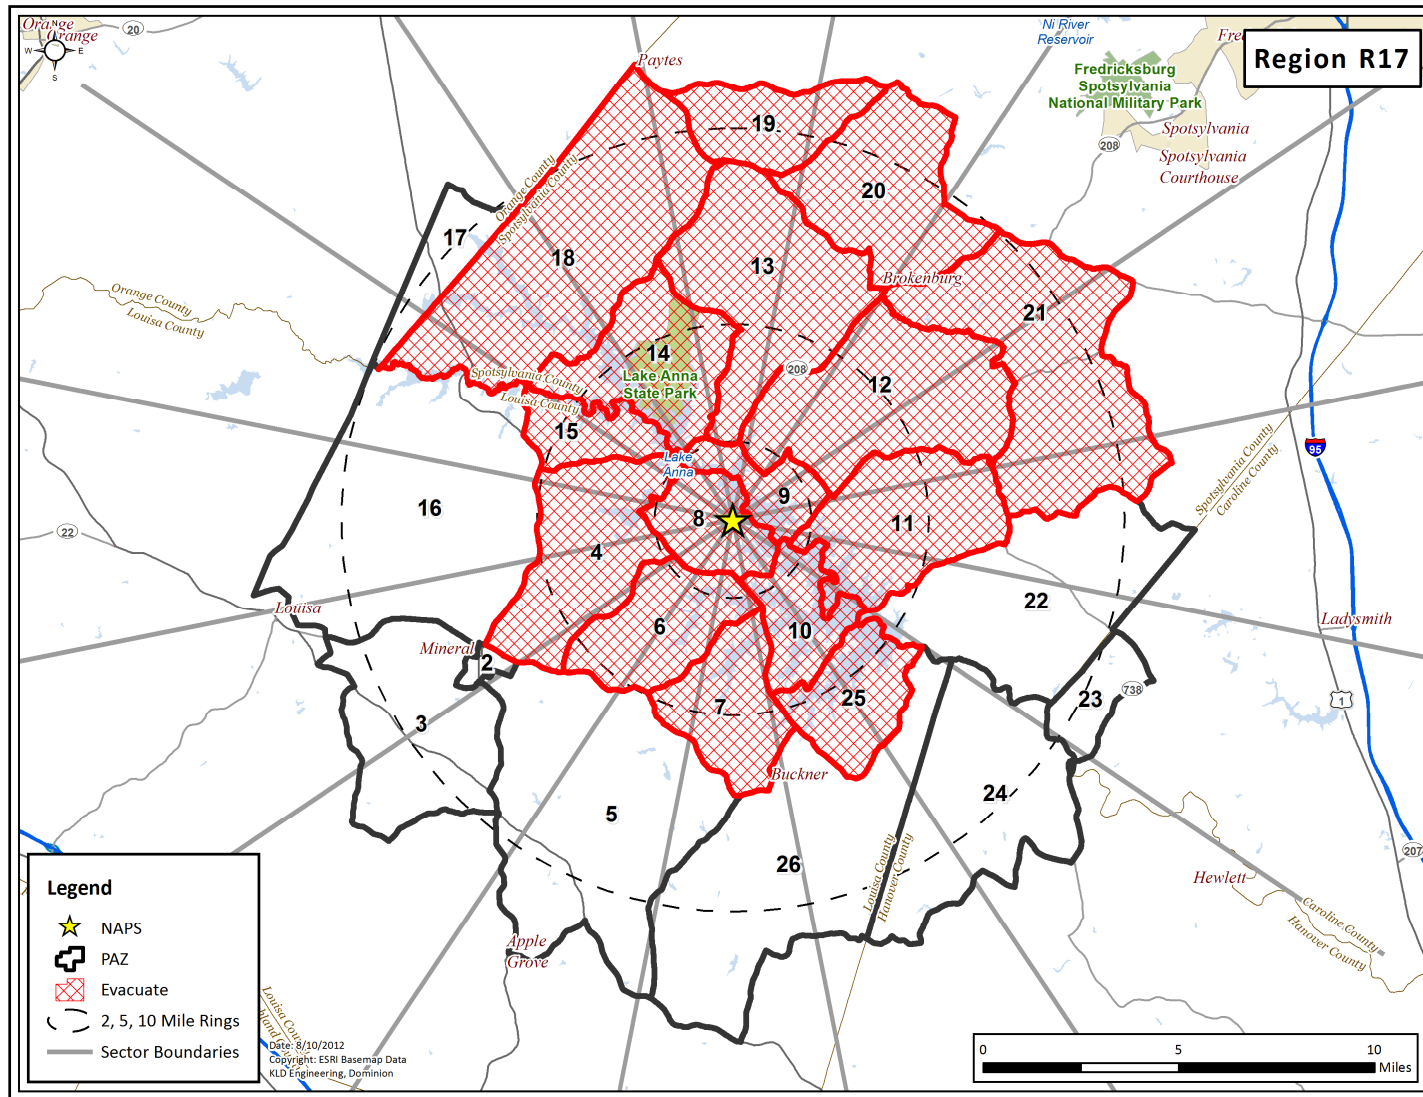 Orange
Orange
N
W
E
S
20
Ni River
Reservoir
Region R17
Paytes
Fredricksburg
Spotsylvania
National Military Park
Spotsylvania
208
Spotsylvania
Courthouse
19
20
Orange County
Spotsylvania County
17
18
13
Brokenburg
Orange County
Louisa County
21
14
Lake Anna
State Park
208
12
Spotsylvania County
Louisa County
15
Lake
Anna
95
Spotsylvania County
Caroline County
9
16
8
11
22
4
Louisa
22
6
10
Ladysmith
Mineral
2
7
25
23
738
1
3
Buckner
24
5
26
207
Louisa County
Hanover County
Hewlett
Caroline County
Hanover County
Apple
Grove
Legend
NAPS
PAZ
Evacuate
2, 5, 10 Mile Rings
Sector Boundaries
Louisa County
Date: 8/10/2012
Copyright: ESRI Basemap Data
KLD Engineering, Dominion
0
5
10
Miles